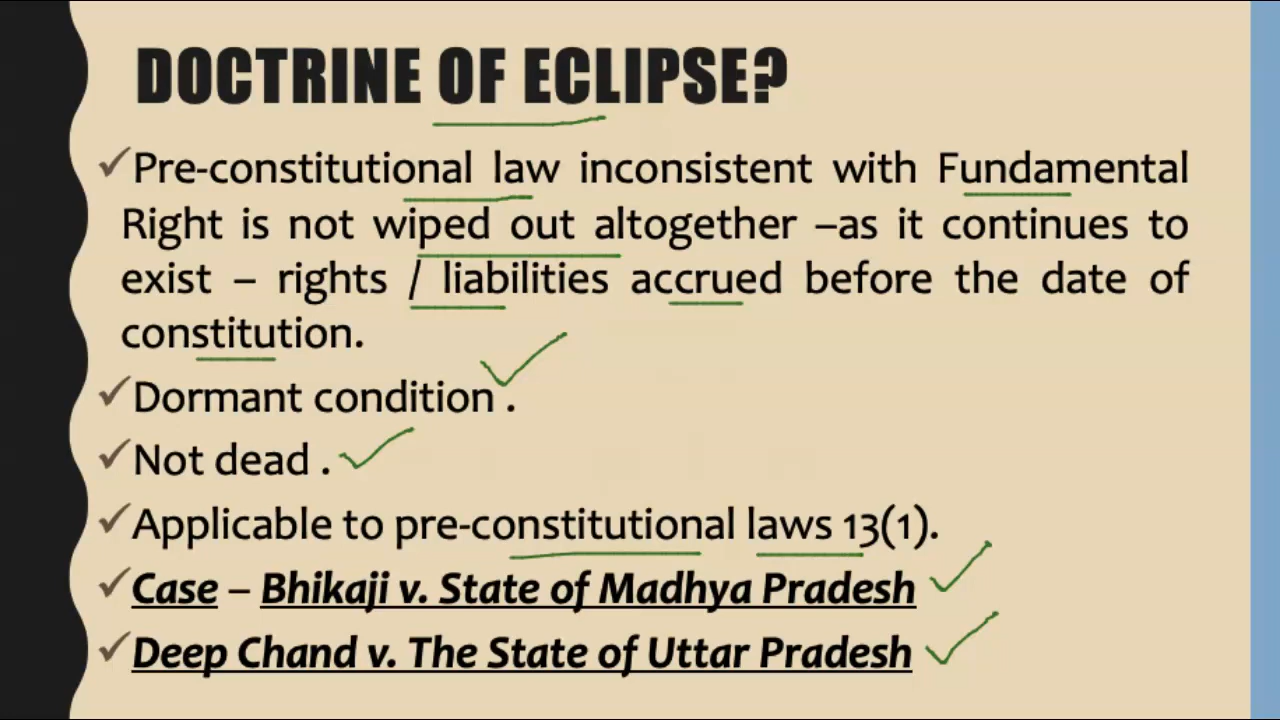 DOCTRINE OF ECLIPSE?
✓Pre-constitutional law inconsistent with Fundamental
Right is not wiped out altogether –as it continues to
exist – rights / liabilities accrued before the date of
constitution.
✓Dormant condition .
✓Not dead .
✓Applicable to pre-constitutional laws 13(1).
✓Case – Bhikaji v. State of Madhya Pradesh
✓Deep Chand v. The State of Uttar Pradesh